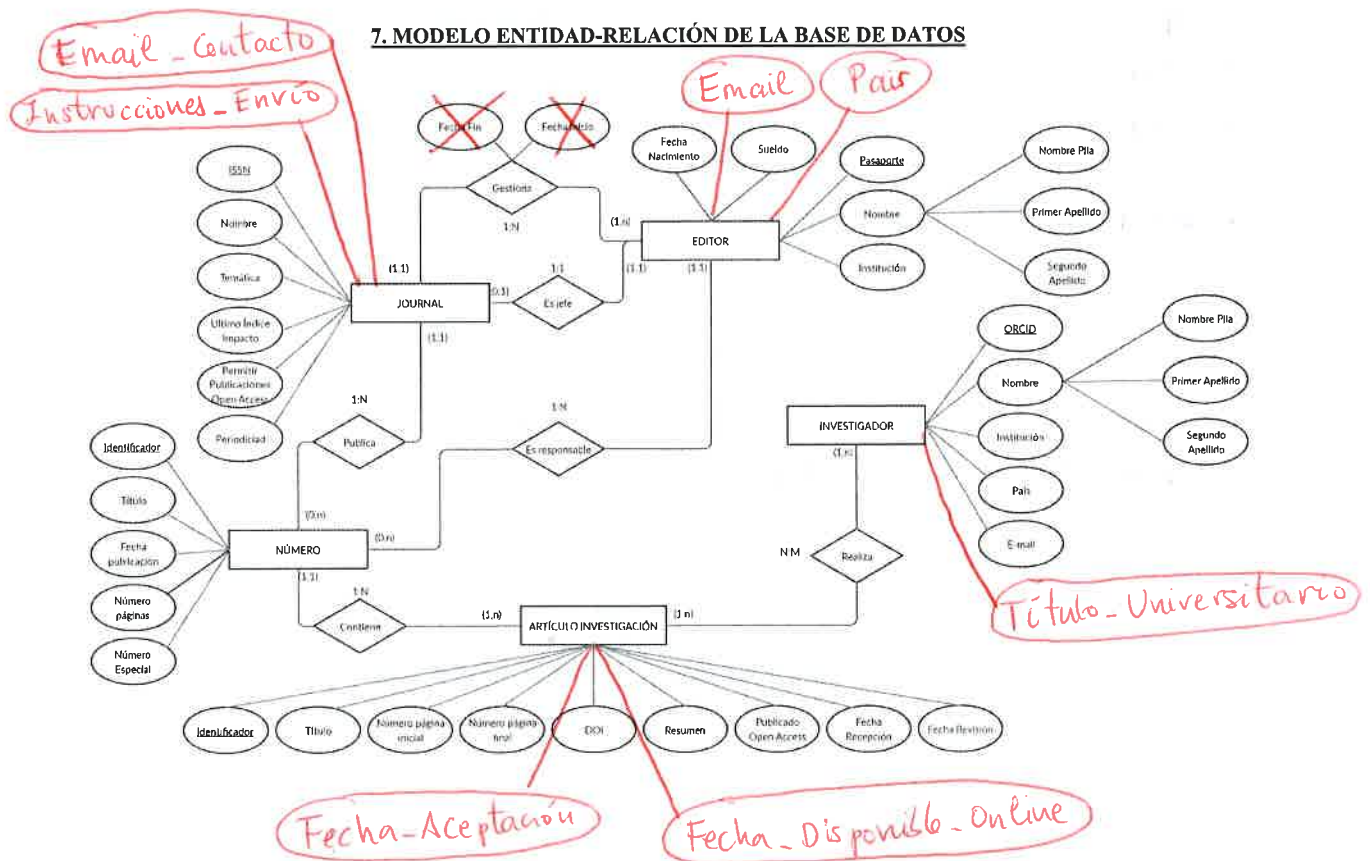 7. MODELO ENTIDAD-RELACIÓN DE LA BASE DE DATOS
Email_Contacto
Instrucciones_Envío
Email
País
Fecha Fin
Fecha Inicio
Fecha
Nacimiento
Sueldo
Pasaporte
Nombre
Institución
Nombre Pila
Primer Apellido
Segundo
Apellido
ISSN
Nombre
Temática
Ultimo Índice
Impacto
Permitir
Publicaciones
Open Access
Periodicidad
Gestiona
1:N
(1:n)
EDITOR
(1.1)
(1.1)
(1.1)
JOURNAL
(0.1)
1:1
Es jefe
(1.1)
1:N
Publica
1:N
Es responsable
ORCID
Nombre
Institución
País
E-mail
Nombre Pila
Primer Apellido
Segundo
Apellido
INVESTIGADOR
(1.n)
Título_Universitario
Identificador
Título
Fecha
publicación
Número
páginas
Número
Especial
(0.n)
NÚMERO
(0.n)
(1.1)
1:N
Contiene
(1.n)
ARTÍCULO INVESTIGACIÓN
(1.n)
N:M
Realiza
Identificador
Título
Número página
inicial
Número página
final
DOI
Resumen
Publicado
Open Access
Fecha
Recepción
Fecha Revisión
Fecha_Aceptación
Fecha_Disponible_Online